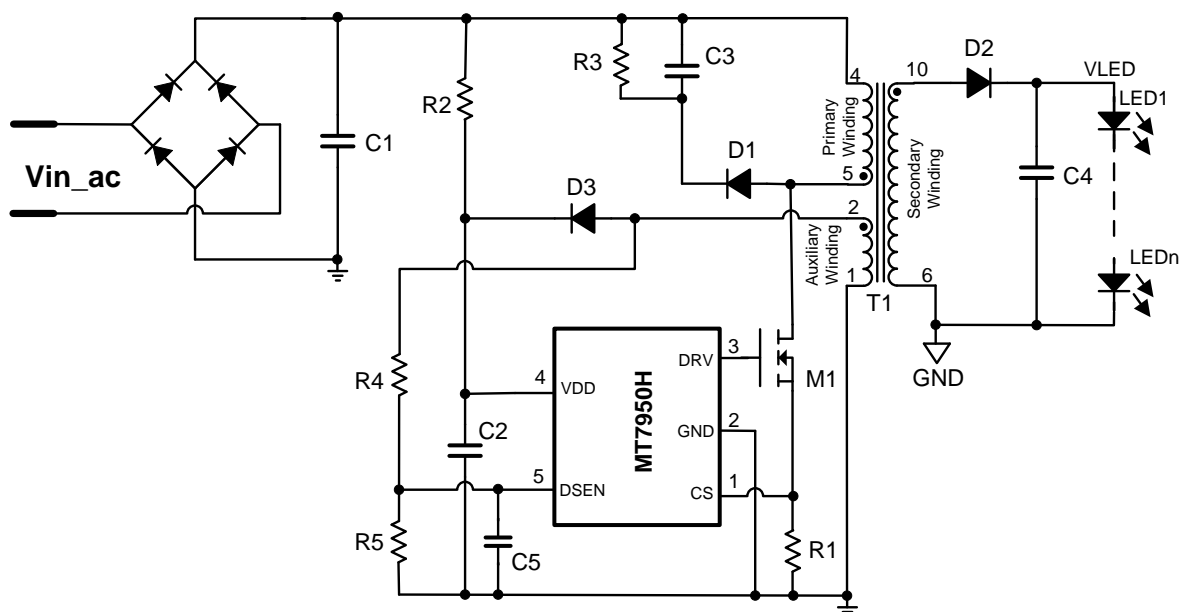 Vin_ac
C1
R2
R3
C3
D1
D3
4
Primary
Winding
5
2
Auxiliary
Winding
1
T1
10
Secondary
Winding
6
D2
VLED
LED1
C4
LEDn
GND
R4
R5
C2
C5
4
VDD
5
DSEN
MT7950H
DRV
3
GND
2
CS
1
M1
R1